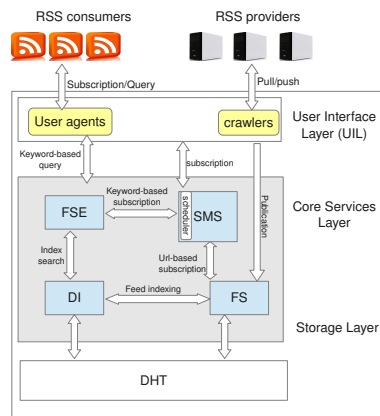 RSS consumers
RSS providers
Subscription/Query
Pull/push
User agents
crawlers
User Interface
Layer (UIL)
Keyword-based
query
subscription
Publication
Keyword-based
subscription
scheduler
FSE
SMS
Core Services
Layer
Index
search
Url-based
subscription
DI
Feed indexing
FS
Storage Layer
DHT